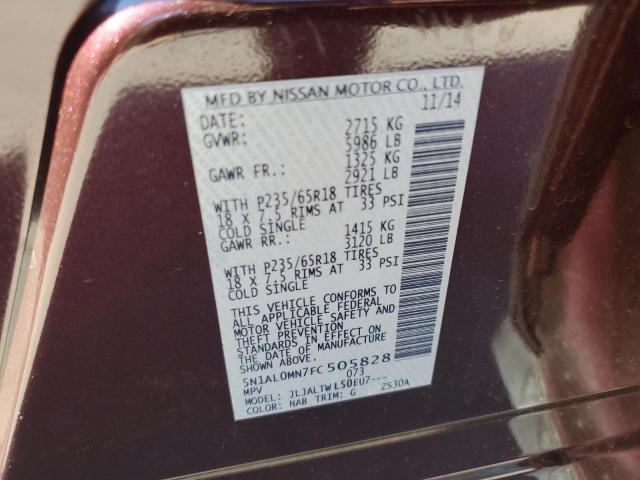 MFD BY NISSAN MOTOR CO., LTD.
DATE: 11/14
GVWR: 2715 KG
5986 LB
GAWR FR.: 1325 KG
2921 LB
WITH P235/65R18 TIRES
18 X 7.5 RIMS AT 33 PSI
COLD SINGLE
GAWR RR.: 1415 KG
3120 LB
WITH P235/65R18 TIRES
18 X 7.5 RIMS AT 33 PSI
COLD SINGLE
THIS VEHICLE CONFORMS TO
ALL APPLICABLE FEDERAL
MOTOR VEHICLE SAFETY AND
THEFT PREVENTION
STANDARDS IN EFFECT ON
THE DATE OF MANUFACTURE
SHOWN ABOVE.
5N1AL0MN7FC505828
MPV 073
MODEL: JLJALTWL50EU7---
COLOR: NAB TRIM: G ZS30A